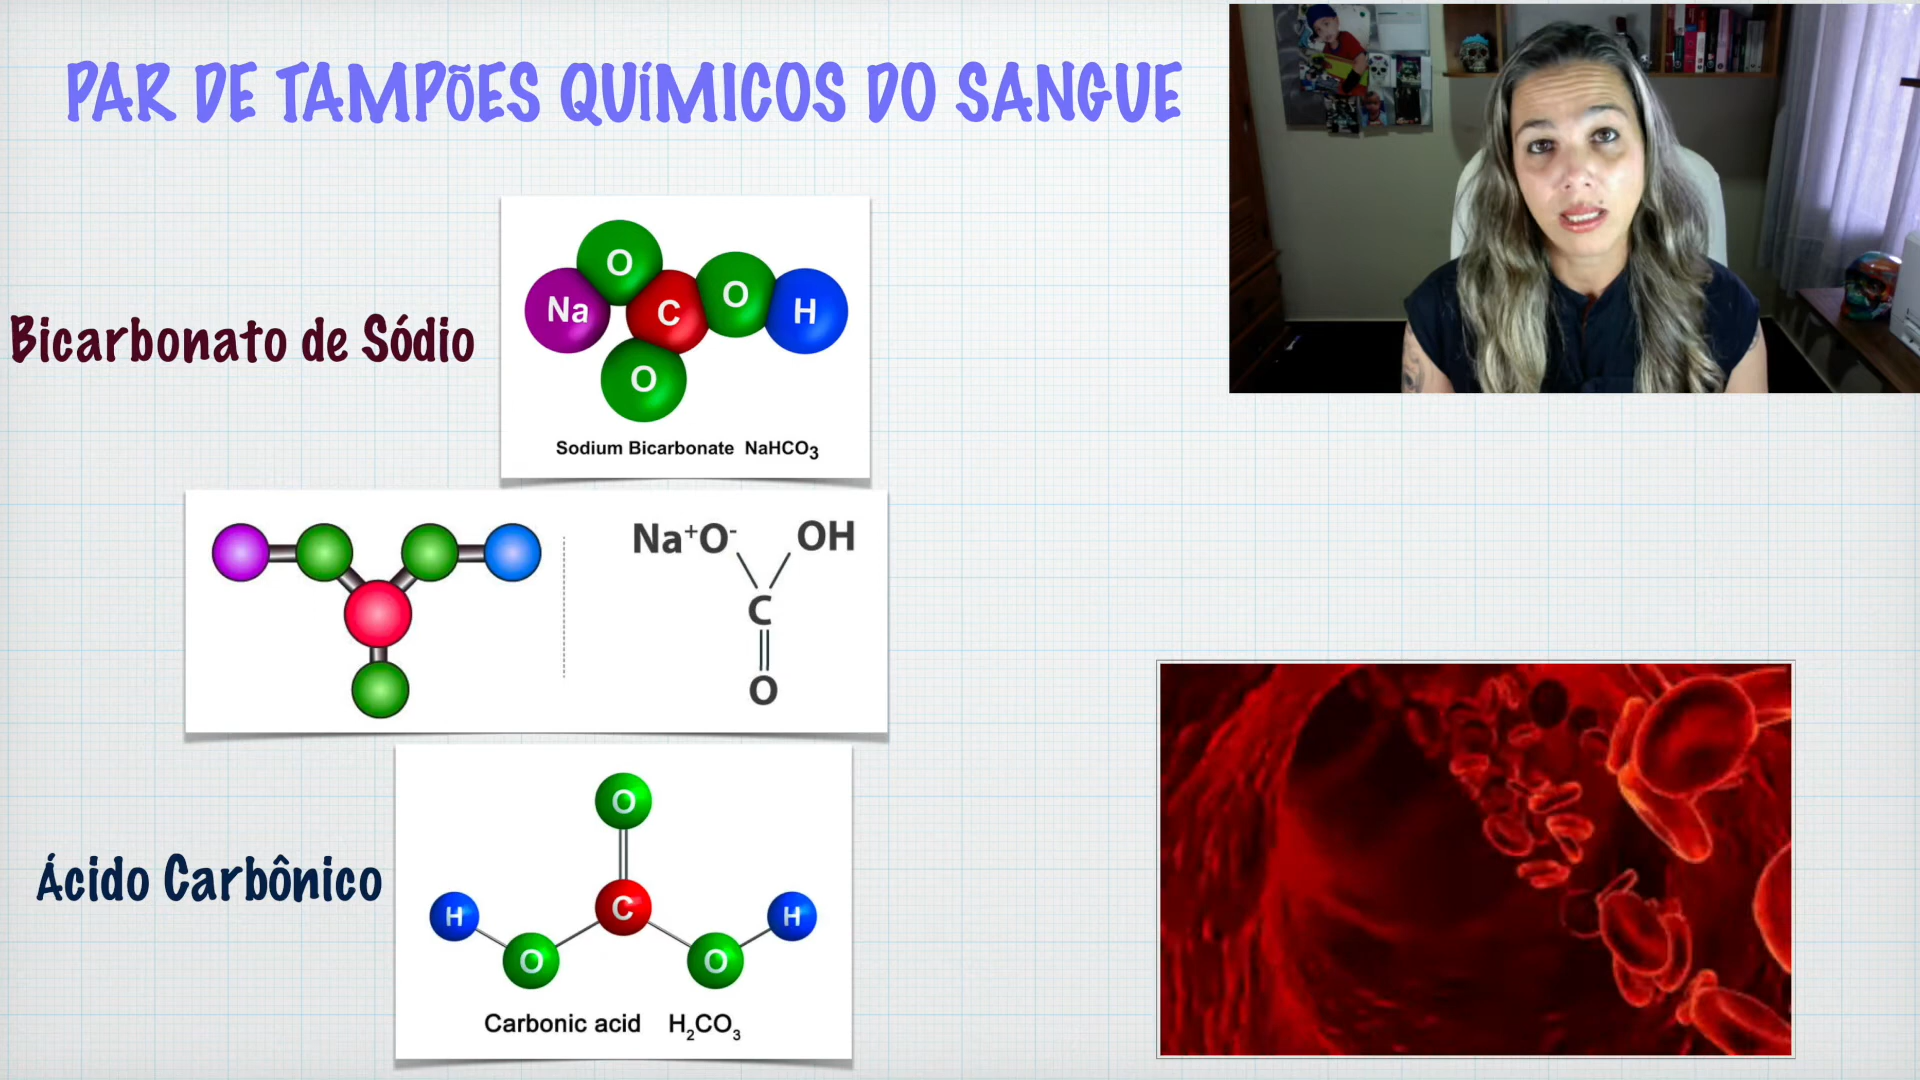 PAR DE TAMPÕES QUÍMICOS DO SANGUE
Bicarbonato de Sódio
O
Na
C
O
H
O
Sodium Bicarbonate NaHCO₃
Na⁺O⁻ OH
C
O
Ácido Carbônico
O
H
C
H
O
O
Carbonic acid H₂CO₃